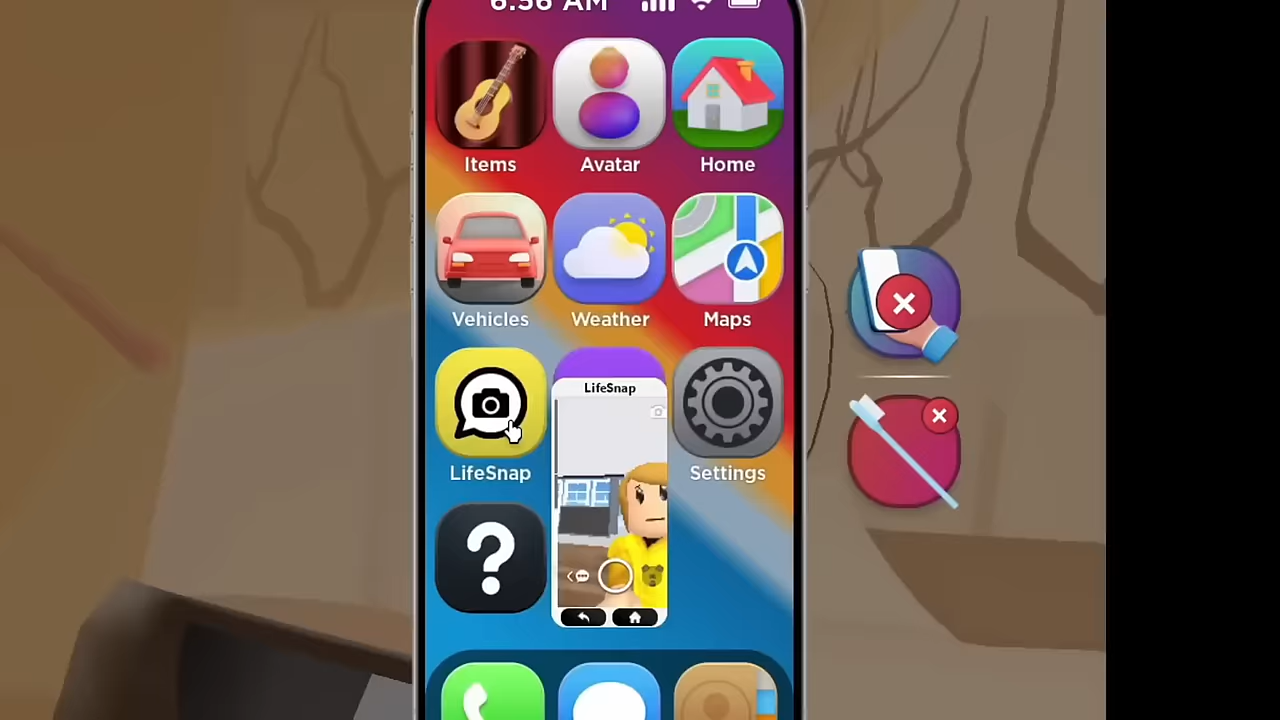 6:56 AM
Items
Avatar
Home
Vehicles
Weather
Maps
LifeSnap
LifeSnap
Settings
?